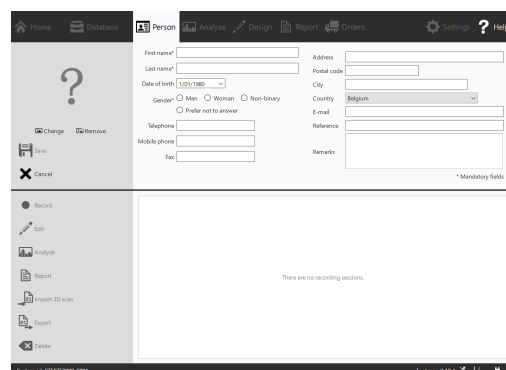 Home Database Person Analyze Design Report Orders Settings ? Help
First name*
Last name*
Date of birth 1/01/1980
Gender* Man Woman Non-binary
Prefer not to answer
Telephone
Mobile phone
Fax
Address
Postal code
City
Country Belgium
E-mail
Reference
Remarks
* Mandatory fields
?
Change Remove
Save
Cancel
Record
Edit
Analyze
Report
Import 3D scan
Export
Delete
There are no recording sessions.